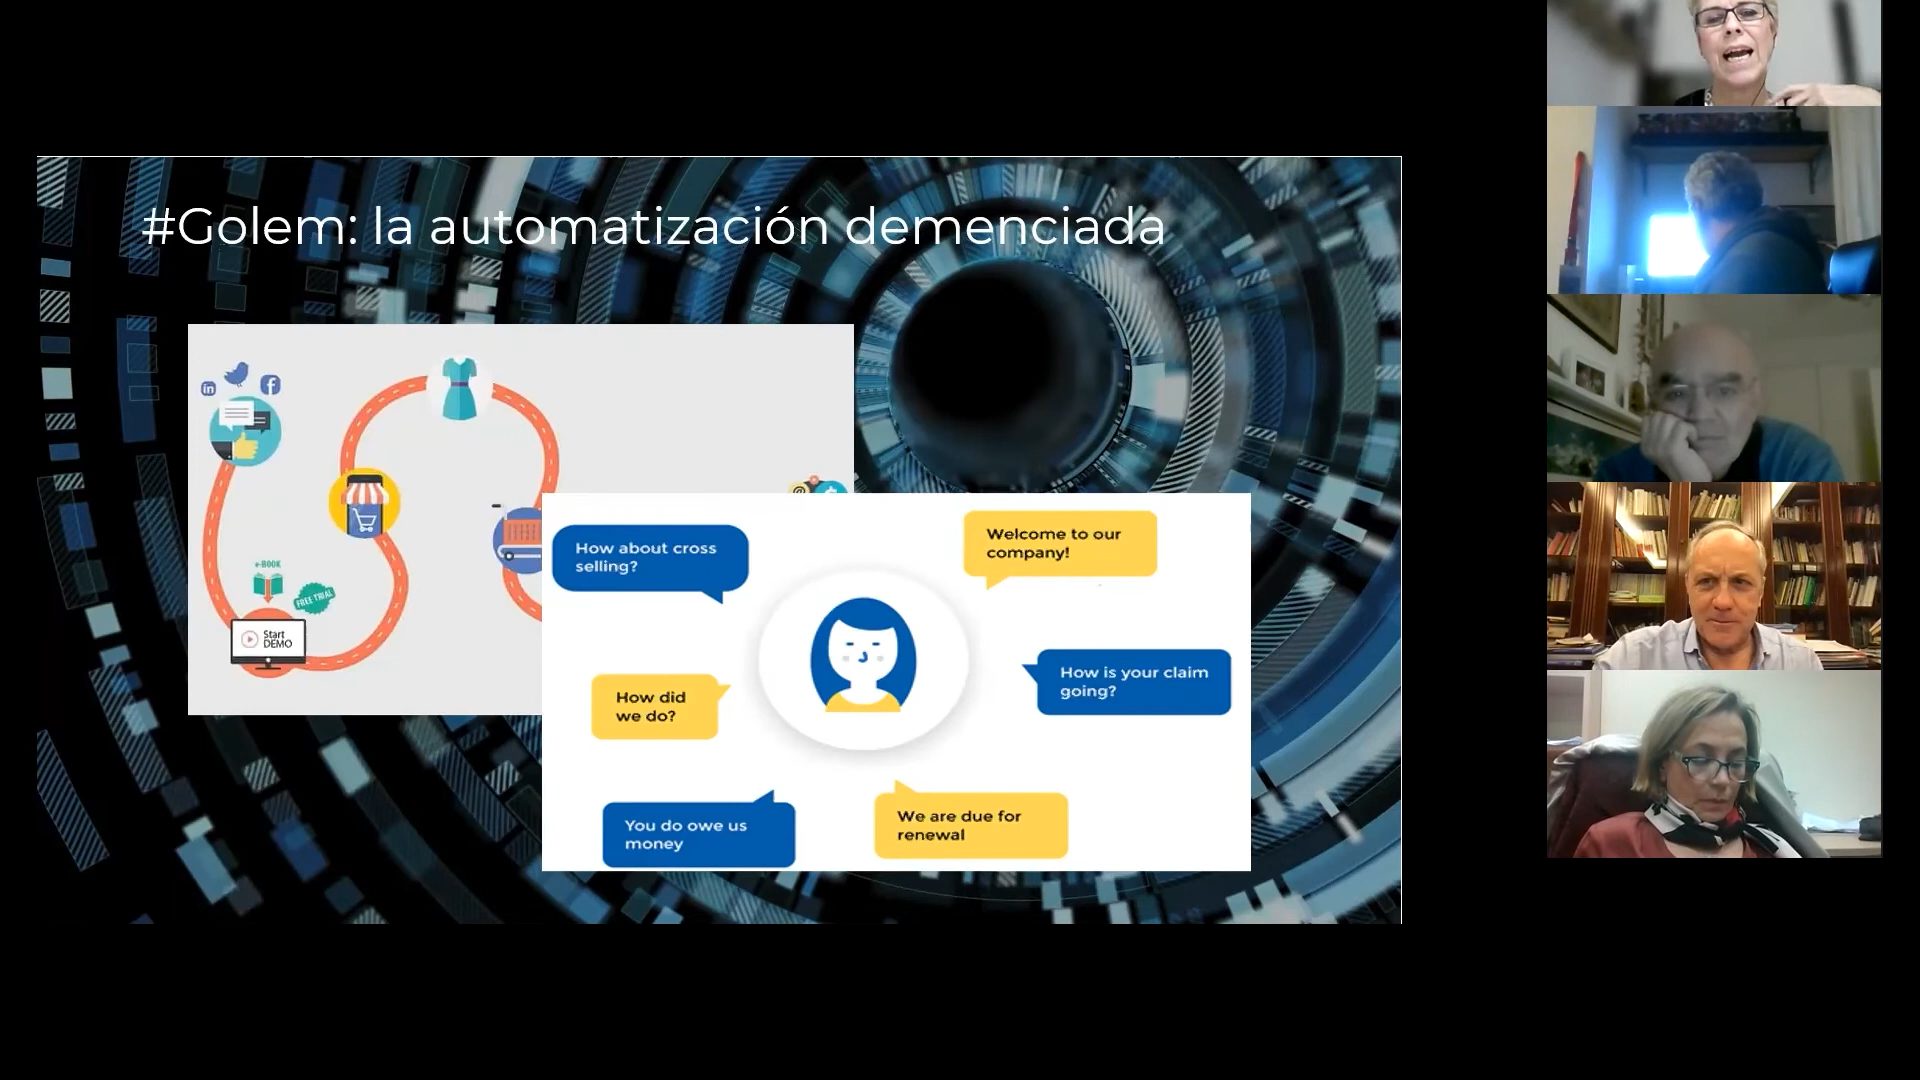 #Golem: la automatización demenciada
in
f
e-BOOK
FREE TRIAL
Start
DEMO
@
How about cross
selling?
Welcome to our
company!
How is your claim
going?
How did
we do?
You do owe us
money
We are due for
renewal